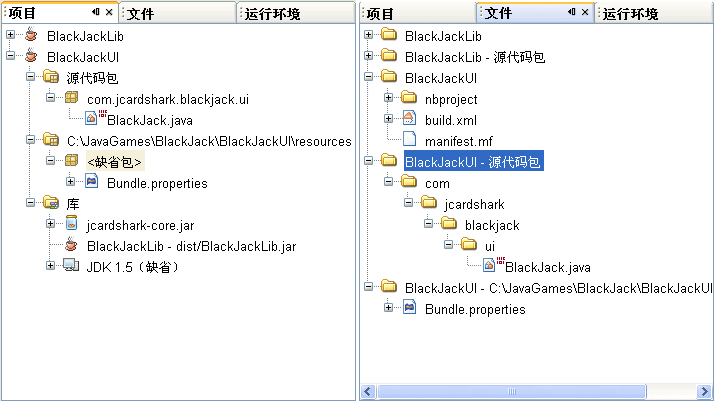 项目
文件
运行环境
BlackJackLib
BlackJackUI
源代码包
com.jcardshark.blackjack.ui
BlackJack.java
C:\JavaGames\BlackJack\BlackJackUI\resources
<缺省包>
Bundle.properties
库
jcardshark-core.jar
BlackJackLib - dist/BlackJackLib.jar
JDK 1.5（缺省）
项目
文件
运行环境
BlackJackLib
BlackJackLib - 源代码包
BlackJackUI
nbproject
build.xml
manifest.mf
BlackJackUI - 源代码包
com
jcardshark
blackjack
ui
BlackJack.java
BlackJackUI - C:\JavaGames\BlackJack\BlackJackUI
Bundle.properties